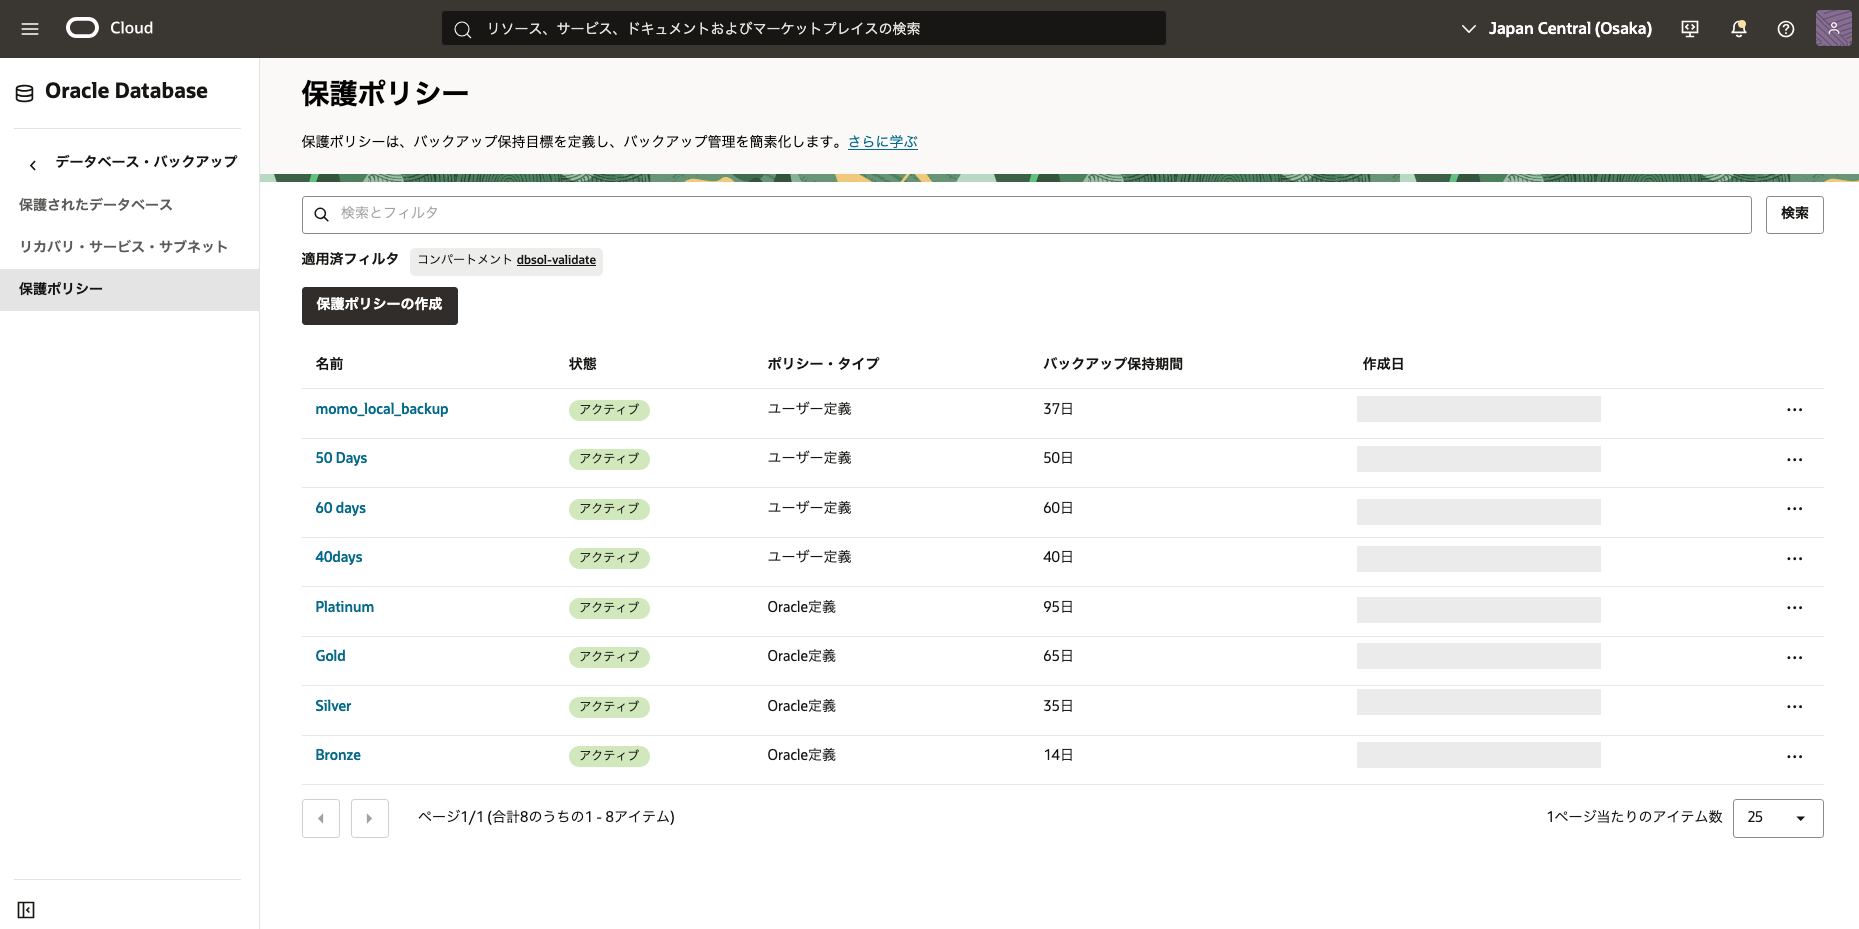 Cloud
リソース、サービス、ドキュメントおよびマーケットプレイスの検索
Japan Central (Osaka)
Oracle Database
データベース・バックアップ
保護されたデータベース
リカバリ・サービス・サブネット
保護ポリシー
保護ポリシー
保護ポリシーは、バックアップ保持目標を定義し、バックアップ管理を簡素化します。さらに学ぶ
検索とフィルタ
検索
適用済フィルタ コンパートメント dbsol-validate
保護ポリシーの作成
名前 状態 ポリシー・タイプ バックアップ保持期間 作成日
momo_local_backup アクティブ ユーザー定義 37日
50 Days アクティブ ユーザー定義 50日
60 days アクティブ ユーザー定義 60日
40days アクティブ ユーザー定義 40日
Platinum アクティブ Oracle定義 95日
Gold アクティブ Oracle定義 65日
Silver アクティブ Oracle定義 35日
Bronze アクティブ Oracle定義 14日
ページ1/1 (合計8のうちの1 - 8アイテム)
1ページ当たりのアイテム数 25